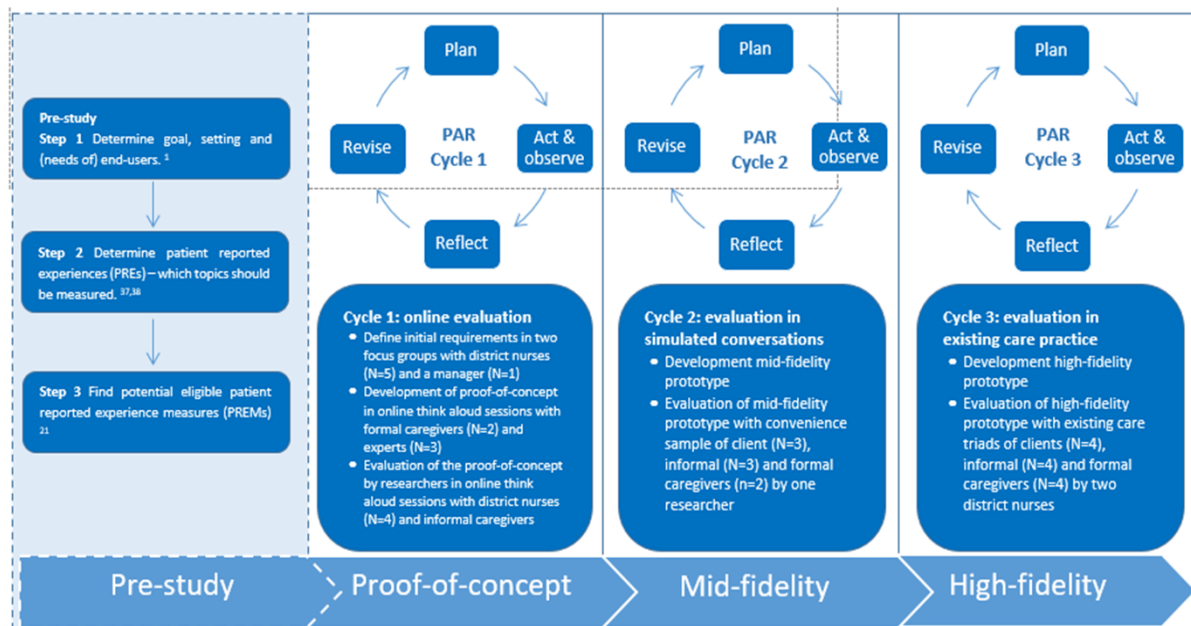 Pre-study
Step 1 Determine goal, setting and
(needs of) end-users. 1
Step 2 Determine patient reported
experiences (PREs) – which topics should
be measured. 37,38
Step 3 Find potential eligible patient
reported experience measures (PREMs)
21
Plan
Revise
PAR
Cycle 1
Act &
observe
Reflect
Cycle 1: online evaluation
• Define initial requirements in two
focus groups with district nurses
(N=5) and a manager (N=1)
• Development of proof-of-concept
in online think aloud sessions with
formal caregivers (N=2) and
experts (N=3)
• Evaluation of the proof-of-concept
by researchers in online think
aloud sessions with district nurses
(N=4) and informal caregivers
Plan
Revise
PAR
Cycle 2
Act &
observe
Reflect
Cycle 2: evaluation in
simulated conversations
• Development mid-fidelity
prototype
• Evaluation of mid-fidelity
prototype with convenience
sample of client (N=3),
informal (N=3) and formal
caregivers (n=2) by one
researcher
Plan
Revise
PAR
Cycle 3
Act &
observe
Reflect
Cycle 3: evaluation in
existing care practice
• Development high-fidelity
prototype
• Evaluation of high-fidelity
prototype with existing care
triads of clients (N=4),
informal (N=4) and formal
caregivers (N=4) by two
district nurses
Pre-study
Proof-of-concept
Mid-fidelity
High-fidelity